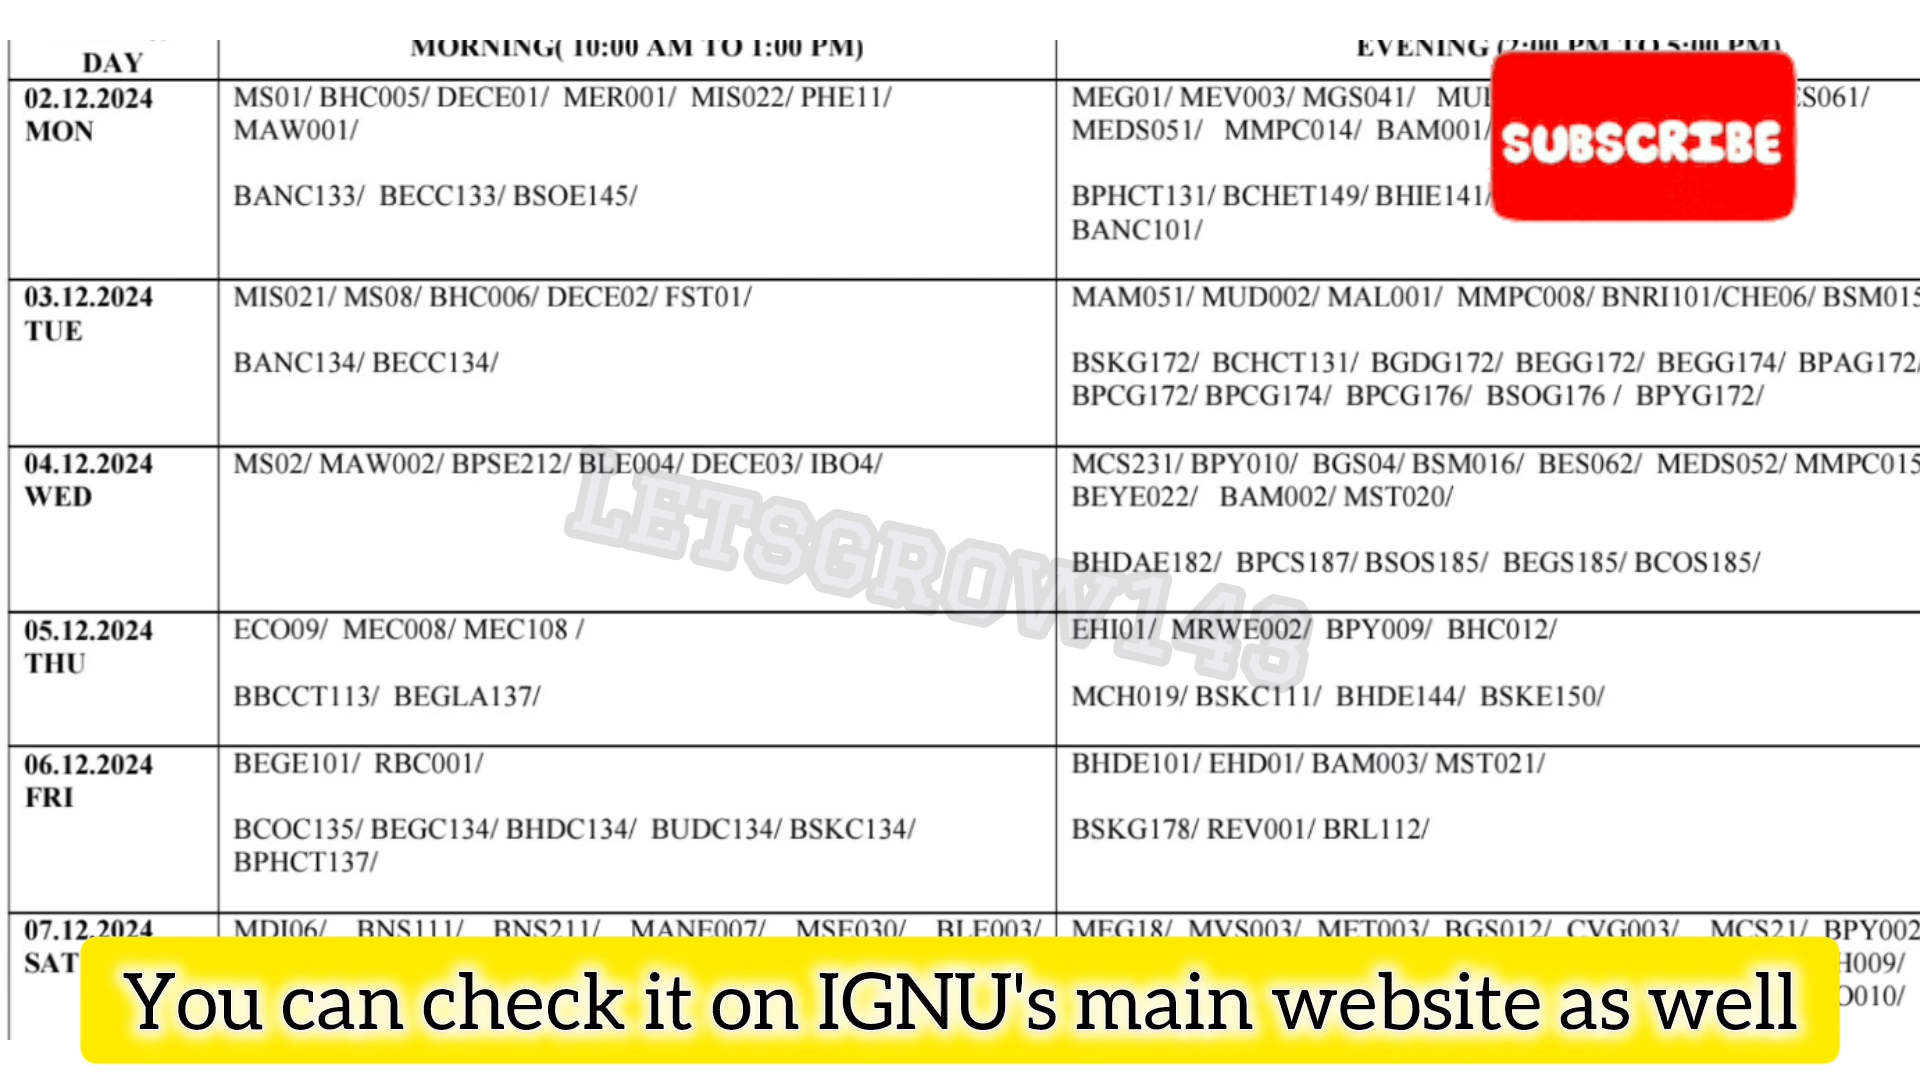 MORNING( 10:00 AM TO 1:00 PM) EVENING (2:00 PM TO 5:00 PM)
DAY
02.12.2024 MS01/ BHC005/ DECE01/ MER001/ MIS022/ PHE11/ MEG01/ MEV003/ MGS041/
MON MAW001/ MEDS051/ MMPC014/ BAM001/
SUBSCRIBE
BANC133/ BECC133/ BSOE145/ BPHCT131/ BCHET149/ BHIE141/
BANC101/
03.12.2024 MIS021/ MS08/ BHC006/ DECE02/ FST01/ MAM051/ MUD002/ MAL001/ MMPC008/ BNRI101/CHE06/ BSM015
TUE
BANC134/ BECC134/ BSKG172/ BCHCT131/ BGDG172/ BEGG172/ BEGG174/ BPAG172/
BPCG172/ BPCG174/ BPCG176/ BSOG176 / BPYG172/
04.12.2024 MS02/ MAW002/ BPSE212/ BLE004/ DECE03/ IBO4/ MCS231/ BPY010/ BGS04/ BSM016/ BES062/ MEDS052/ MMPC015
WED BEYE022/ BAM002/ MST020/
LETSGROW143
BHDAE182/ BPCS187/ BSOS185/ BEGS185/ BCOS185/
05.12.2024 ECO09/ MEC008/ MEC108 / EHI01/ MRWE002/ BPY009/ BHC012/
THU
BBCCT113/ BEGLA137/ MCH019/ BSKC111/ BHDE144/ BSKE150/
06.12.2024 BEGE101/ RBC001/ BHDE101/ EHD01/ BAM003/ MST021/
FRI
BCOC135/ BEGC134/ BHDC134/ BUDC134/ BSKC134/ BSKG178/ REV001/ BRL112/
BPHCT137/
07.12.2024 MDI06/ BNS111/ BNS211/ MANE007/ MSE030/ BLE003/ MEG18/ MVS003/ MET003/ BGS012/ CVG003/ MCS21/ BPY002
SAT
You can check it on IGNU's main website as well